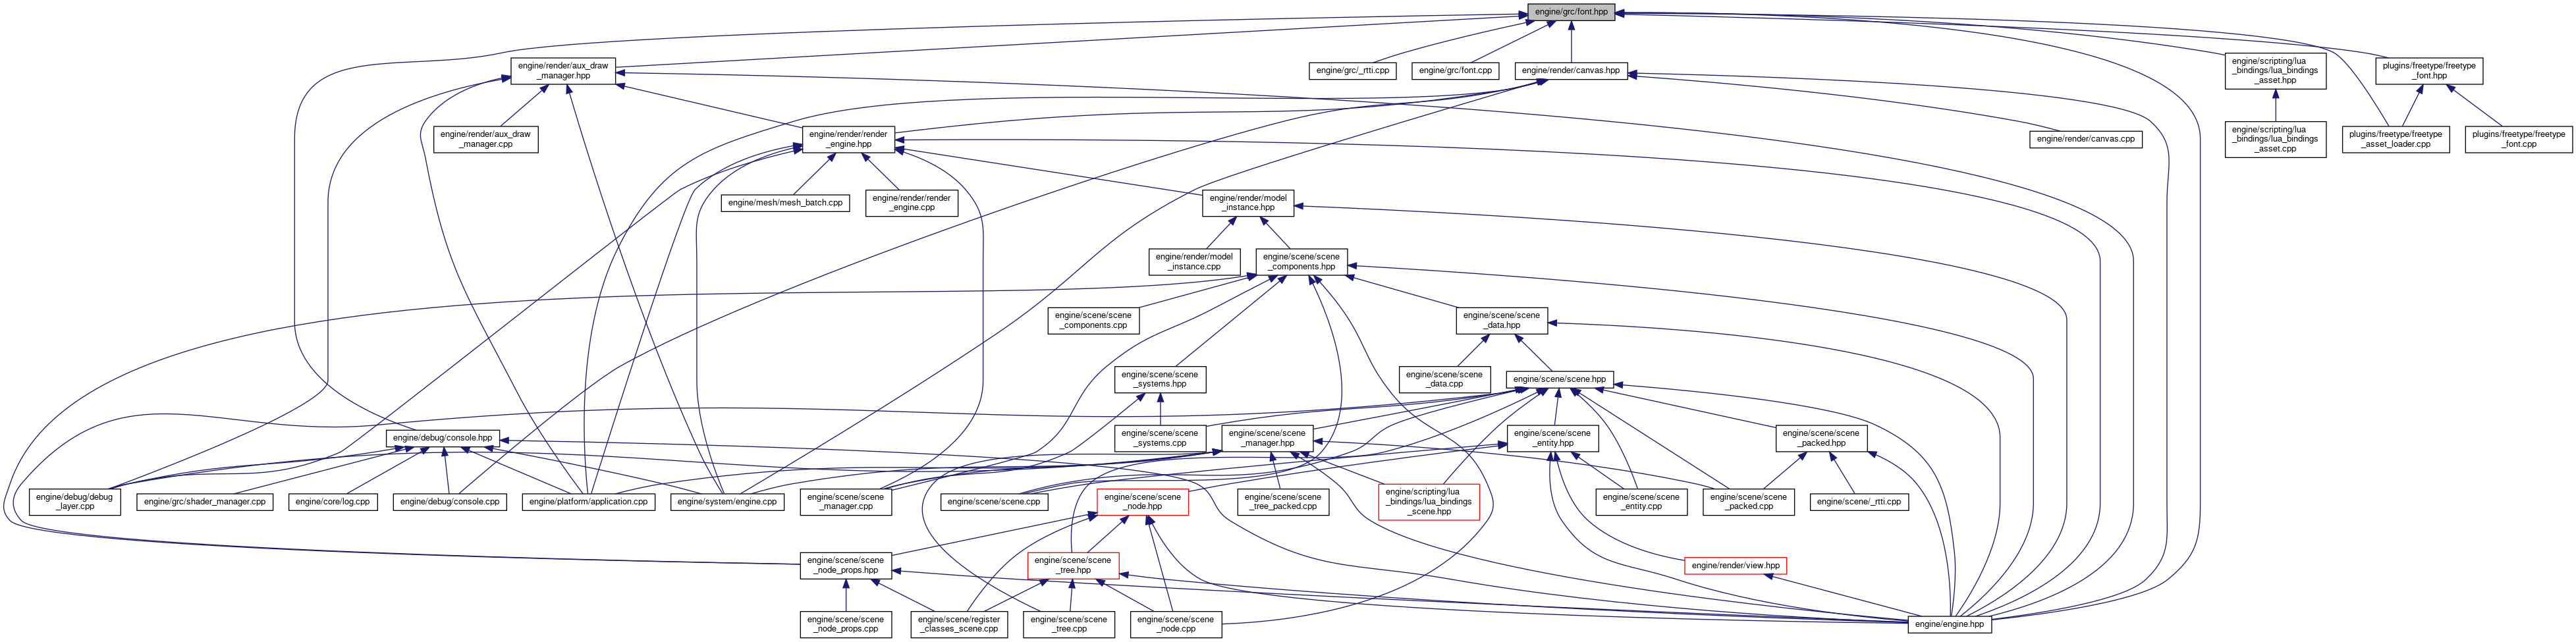 engine/grc/font.hpp
engine/render/aux_draw
_manager.hpp
engine/grc/_rtti.cpp
engine/grc/font.cpp
engine/render/canvas.hpp
engine/scripting/lua
_bindings/lua_bindings
_asset.hpp
plugins/freetype/freetype
_font.hpp
engine/render/aux_draw
_manager.cpp
engine/render/render
_engine.hpp
engine/render/canvas.cpp
engine/scripting/lua
_bindings/lua_bindings
_asset.cpp
plugins/freetype/freetype
_asset_loader.cpp
plugins/freetype/freetype
_font.cpp
engine/mesh/mesh_batch.cpp
engine/render/render
_engine.cpp
engine/render/model
_instance.hpp
engine/render/model
_instance.cpp
engine/scene/scene
_components.hpp
engine/scene/scene
_components.cpp
engine/scene/scene
_data.hpp
engine/scene/scene
_systems.hpp
engine/scene/scene
_data.cpp
engine/scene/scene.hpp
engine/debug/console.hpp
engine/scene/scene
_systems.cpp
engine/scene/scene
_manager.hpp
engine/scene/scene
_entity.hpp
engine/scene/scene
_packed.hpp
engine/debug/debug
_layer.cpp
engine/grc/shader_manager.cpp
engine/core/log.cpp
engine/debug/console.cpp
engine/platform/application.cpp
engine/system/engine.cpp
engine/scene/scene
_manager.cpp
engine/scene/scene.cpp
engine/scene/scene
_node.hpp
engine/scene/scene
_tree_packed.cpp
engine/scripting/lua
_bindings/lua_bindings
_scene.hpp
engine/scene/scene
_entity.cpp
engine/scene/scene
_packed.cpp
engine/scene/_rtti.cpp
engine/scene/scene
_node_props.hpp
engine/scene/scene
_tree.hpp
engine/render/view.hpp
engine/scene/scene
_node_props.cpp
engine/scene/register
_classes_scene.cpp
engine/scene/scene
_tree.cpp
engine/scene/scene
_node.cpp
engine/engine.hpp